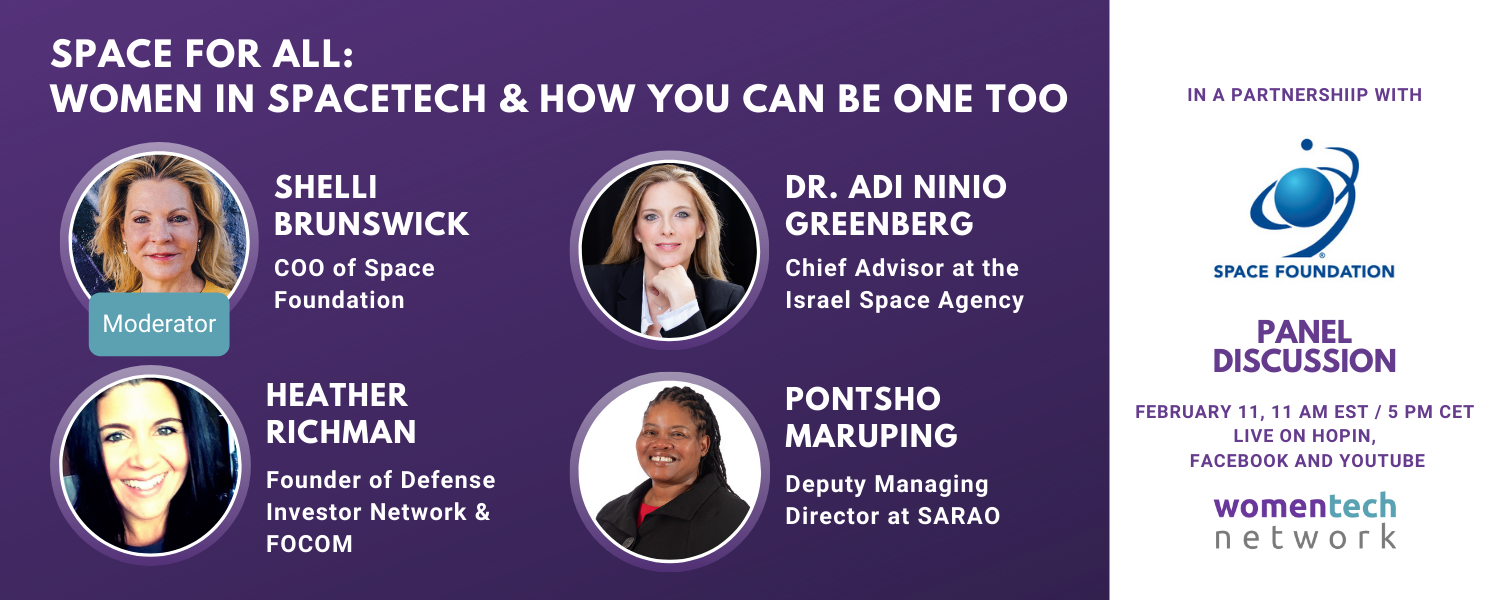 SPACE FOR ALL:
WOMEN IN SPACETECH & HOW YOU CAN BE ONE TOO
SHELLI
BRUNSWICK
COO of Space
Foundation
Moderator
DR. ADI NINIO
GREENBERG
Chief Advisor at the
Israel Space Agency
HEATHER
RICHMAN
Founder of Defense
Investor Network &
FOCOM
PONTSHO
MARUPING
Deputy Managing
Director at SARAO
IN A PARTNERSHIIP WITH
®
SPACE FOUNDATION
PANEL
DISCUSSION
FEBRUARY 11, 11 AM EST / 5 PM CET
LIVE ON HOPIN,
FACEBOOK AND YOUTUBE
womentech
network